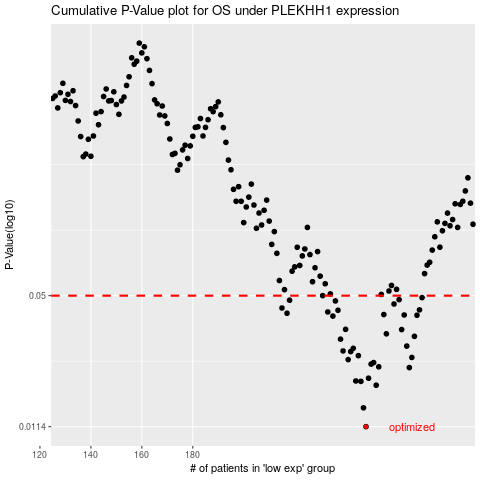 Cumulative P-Value plot for OS under PLEKHH1 expression
P-Value(log10)
0.05
0.0114
optimized
120 140 160 180
# of patients in 'low exp' group